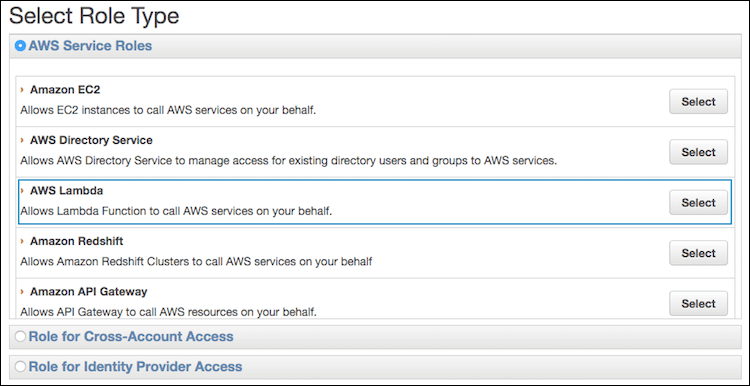 Select Role Type
AWS Service Roles
› Amazon EC2
Allows EC2 instances to call AWS services on your behalf.
Select
› AWS Directory Service
Allows AWS Directory Service to manage access for existing directory users and groups to AWS services.
Select
› AWS Lambda
Allows Lambda Function to call AWS services on your behalf.
Select
› Amazon Redshift
Allows Amazon Redshift Clusters to call AWS services on your behalf
Select
› Amazon API Gateway
Allows API Gateway to call AWS resources on your behalf.
Select
Role for Cross-Account Access
Role for Identity Provider Access